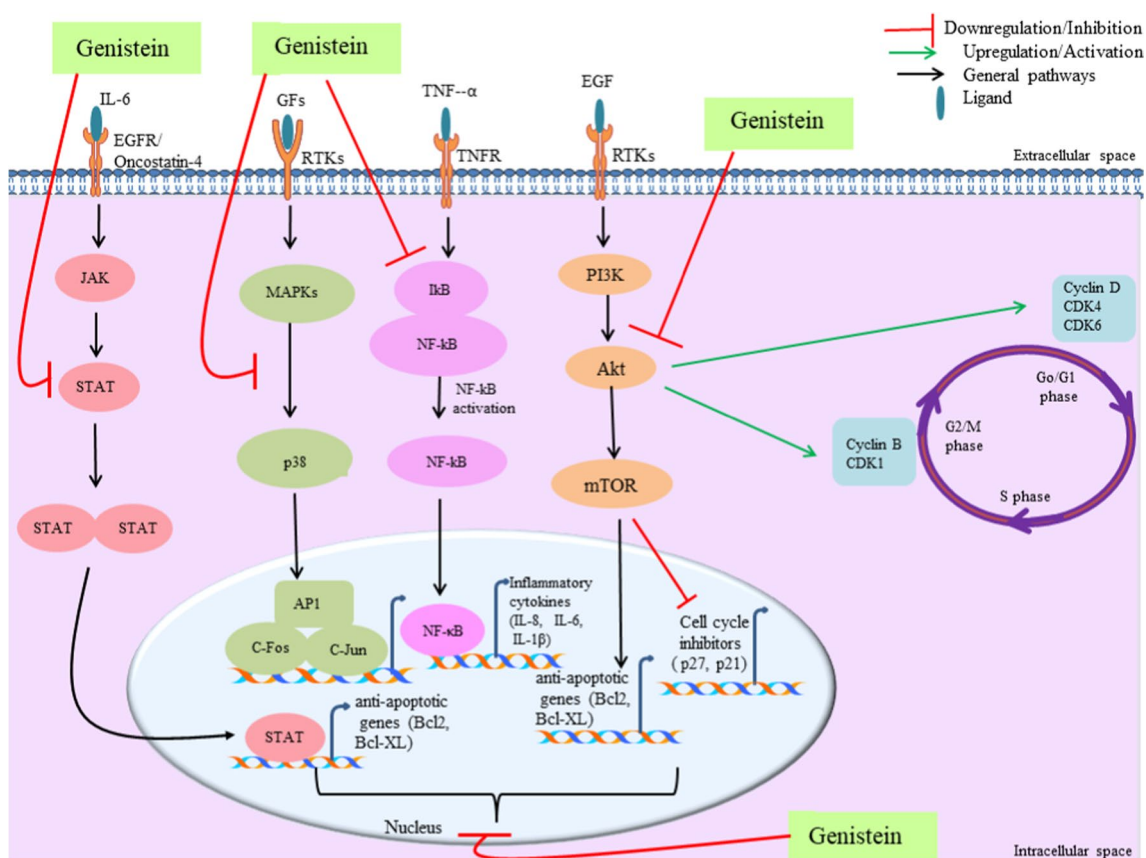 Genistein
Genistein
Downregulation/Inhibition
Upregulation/Activation
General pathways
Ligand
IL-6
EGFR/
Oncostatin-4
GFs
RTKs
TNF--α
TNFR
EGF
RTKs
Genistein
Extracellular space
JAK
MAPKs
IkB
NF-kB
PI3K
Cyclin D
CDK4
CDK6
STAT
NF-kB
activation
Akt
Go/G1
phase
G2/M
phase
S phase
Cyclin B
CDK1
p38
NF-kB
mTOR
STAT
STAT
AP1
C-Fos
C-Jun
NF-κB
Inflammatory
cytokines
(IL-8, IL-6,
IL-1β)
Cell cycle
inhibitors
(p27, p21)
anti-apoptotic
genes (Bcl2,
Bcl-XL)
STAT
anti-apoptotic
genes (Bcl2,
Bcl-XL)
Nucleus
Genistein
Intracellular space